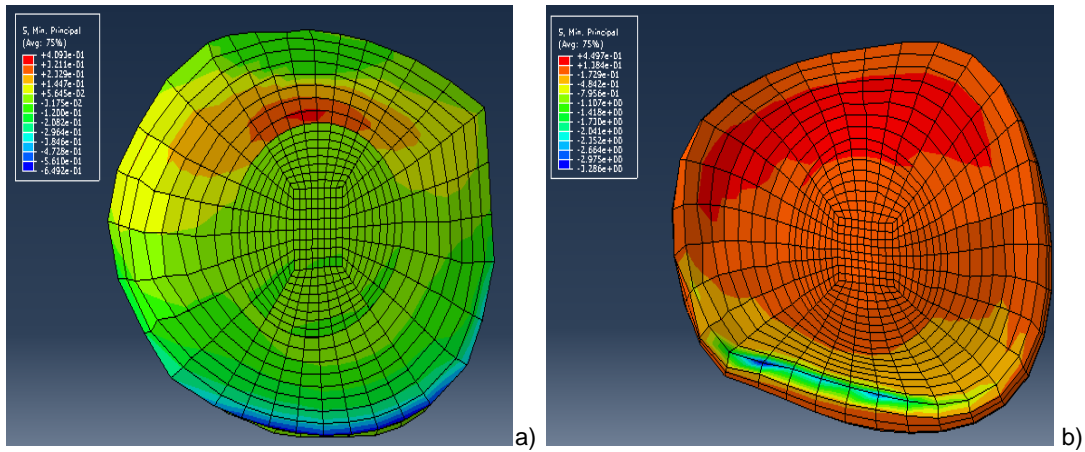 S, Min. Principal
(Avg: 75%)
+4.093e-01
+3.211e-01
+2.329e-01
+1.447e-01
+5.645e-02
-3.175e-02
-1.200e-01
-2.082e-01
-2.964e-01
-3.846e-01
-4.728e-01
-5.610e-01
-6.492e-01
a)
S, Min. Principal
(Avg: 75%)
+4.497e-01
+1.384e-01
-1.729e-01
-4.842e-01
-7.956e-01
-1.107e+00
-1.418e+00
-1.730e+00
-2.041e+00
-2.352e+00
-2.664e+00
-2.975e+00
-3.286e+00
b)